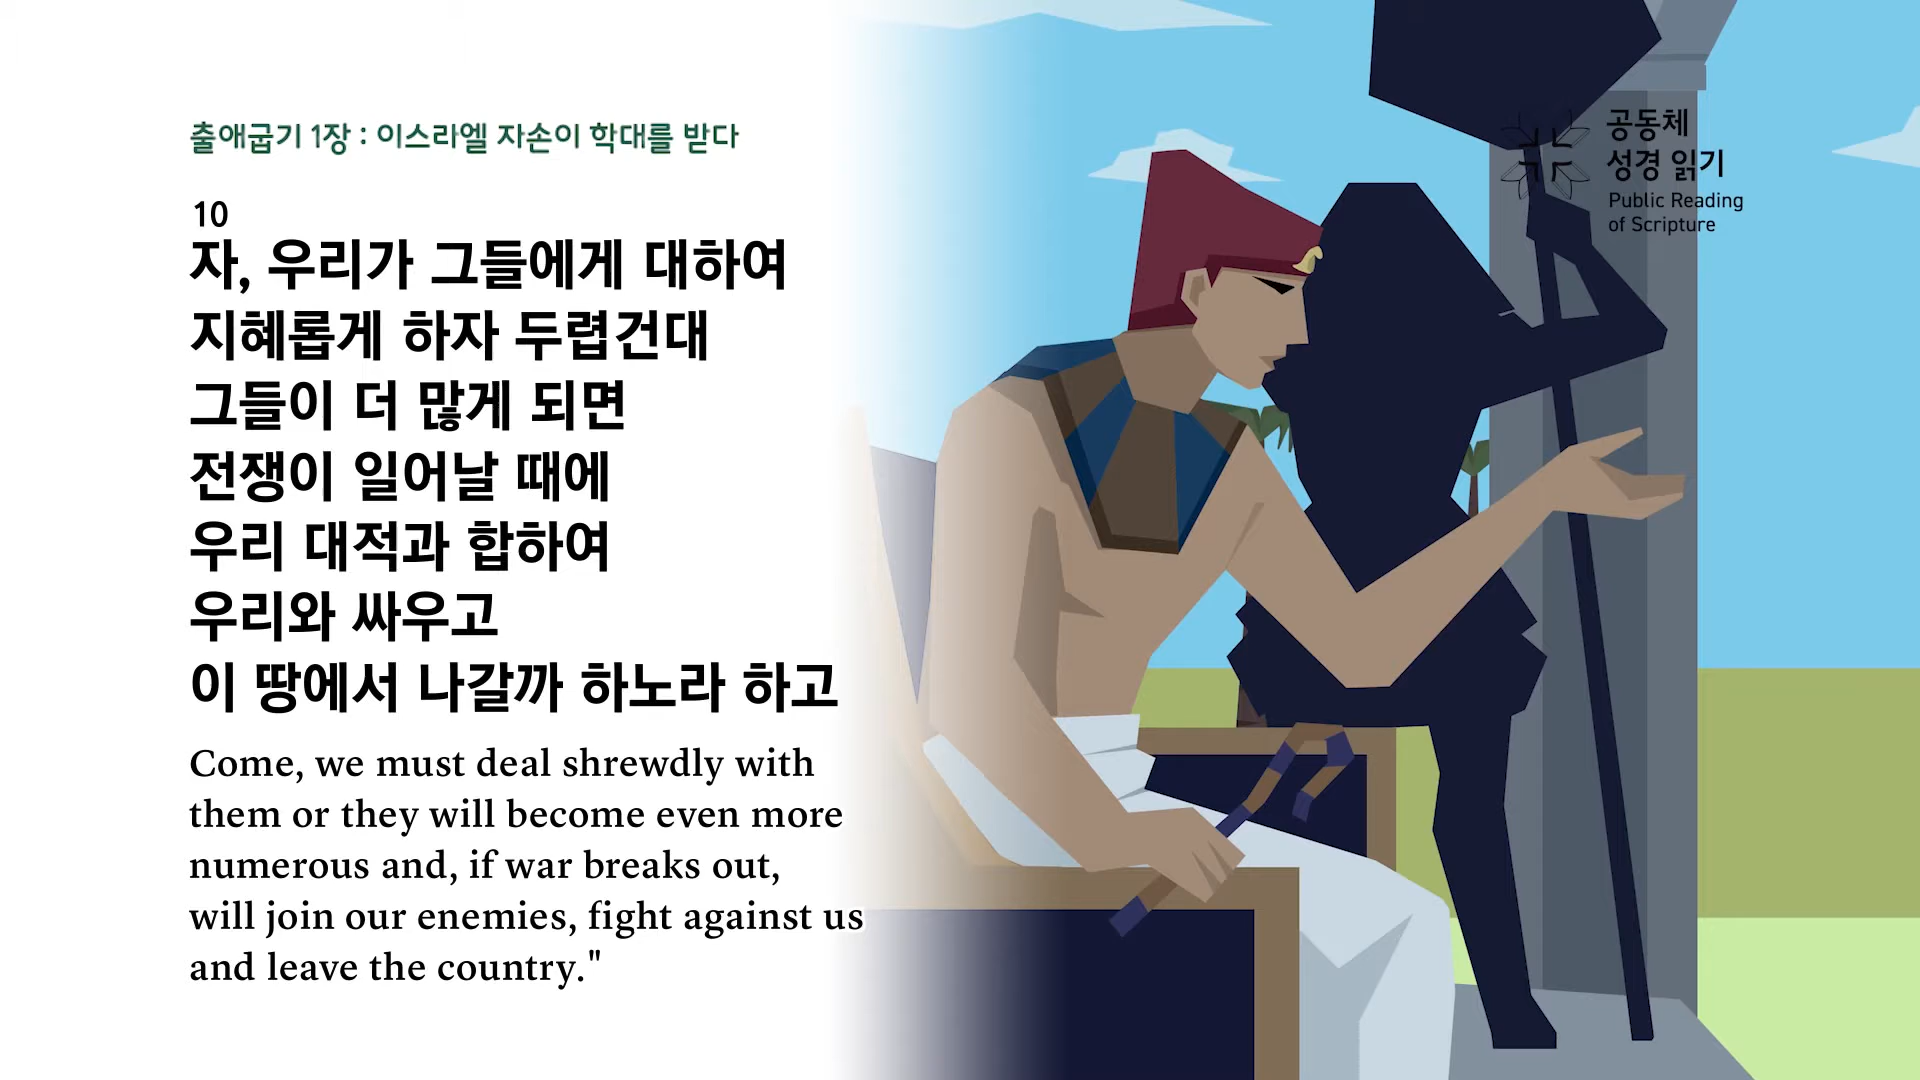 출애굽기 1장 : 이스라엘 자손이 학대를 받다
10
자, 우리가 그들에게 대하여
지혜롭게 하자 두렵건대
그들이 더 많게 되면
전쟁이 일어날 때에
우리 대적과 합하여
우리와 싸우고
이 땅에서 나갈까 하노라 하고
Come, we must deal shrewdly with
them or they will become even more
numerous and, if war breaks out,
will join our enemies, fight against us
and leave the country."
공동체
성경 읽기
Public Reading
of Scripture